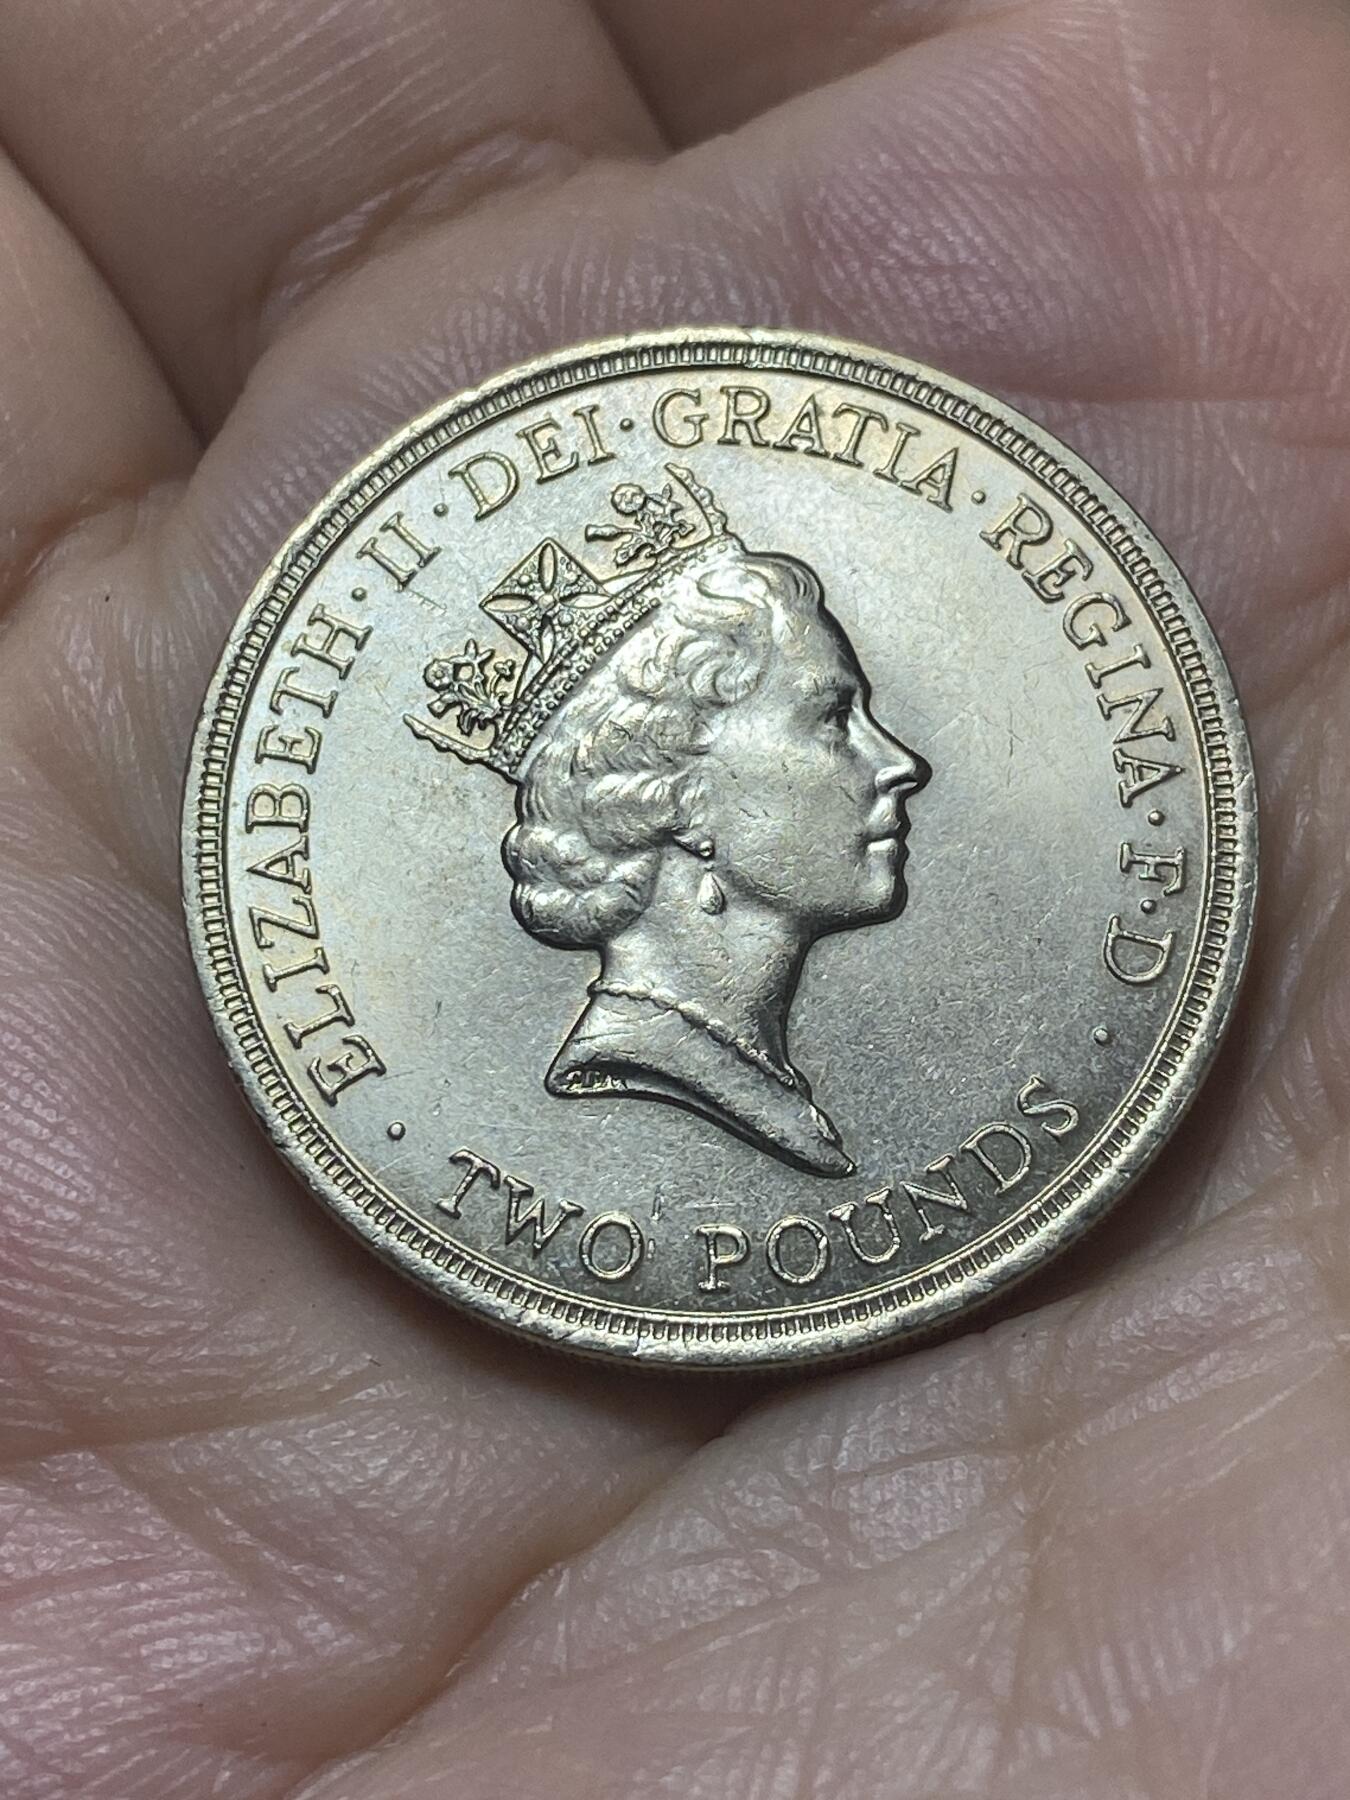 · ELIZABETH · II · DEI · GRATIA · REGINA · F · D ·
TWO POUNDS